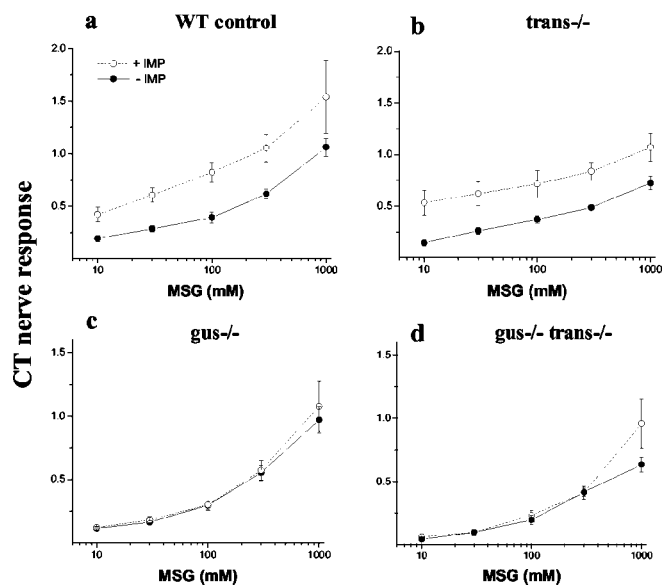 a WT control
b trans-/-
2.0
1.5
1.0
0.5
+ IMP
- IMP
10 100 1000
MSG (mM)
2.0
1.5
1.0
0.5
10 100 1000
MSG (mM)
CT nerve response
c gus-/-
d gus-/- trans-/-
1.5
1.0
0.5
10 100 1000
MSG (mM)
1.5
1.0
0.5
10 100 1000
MSG (mM)